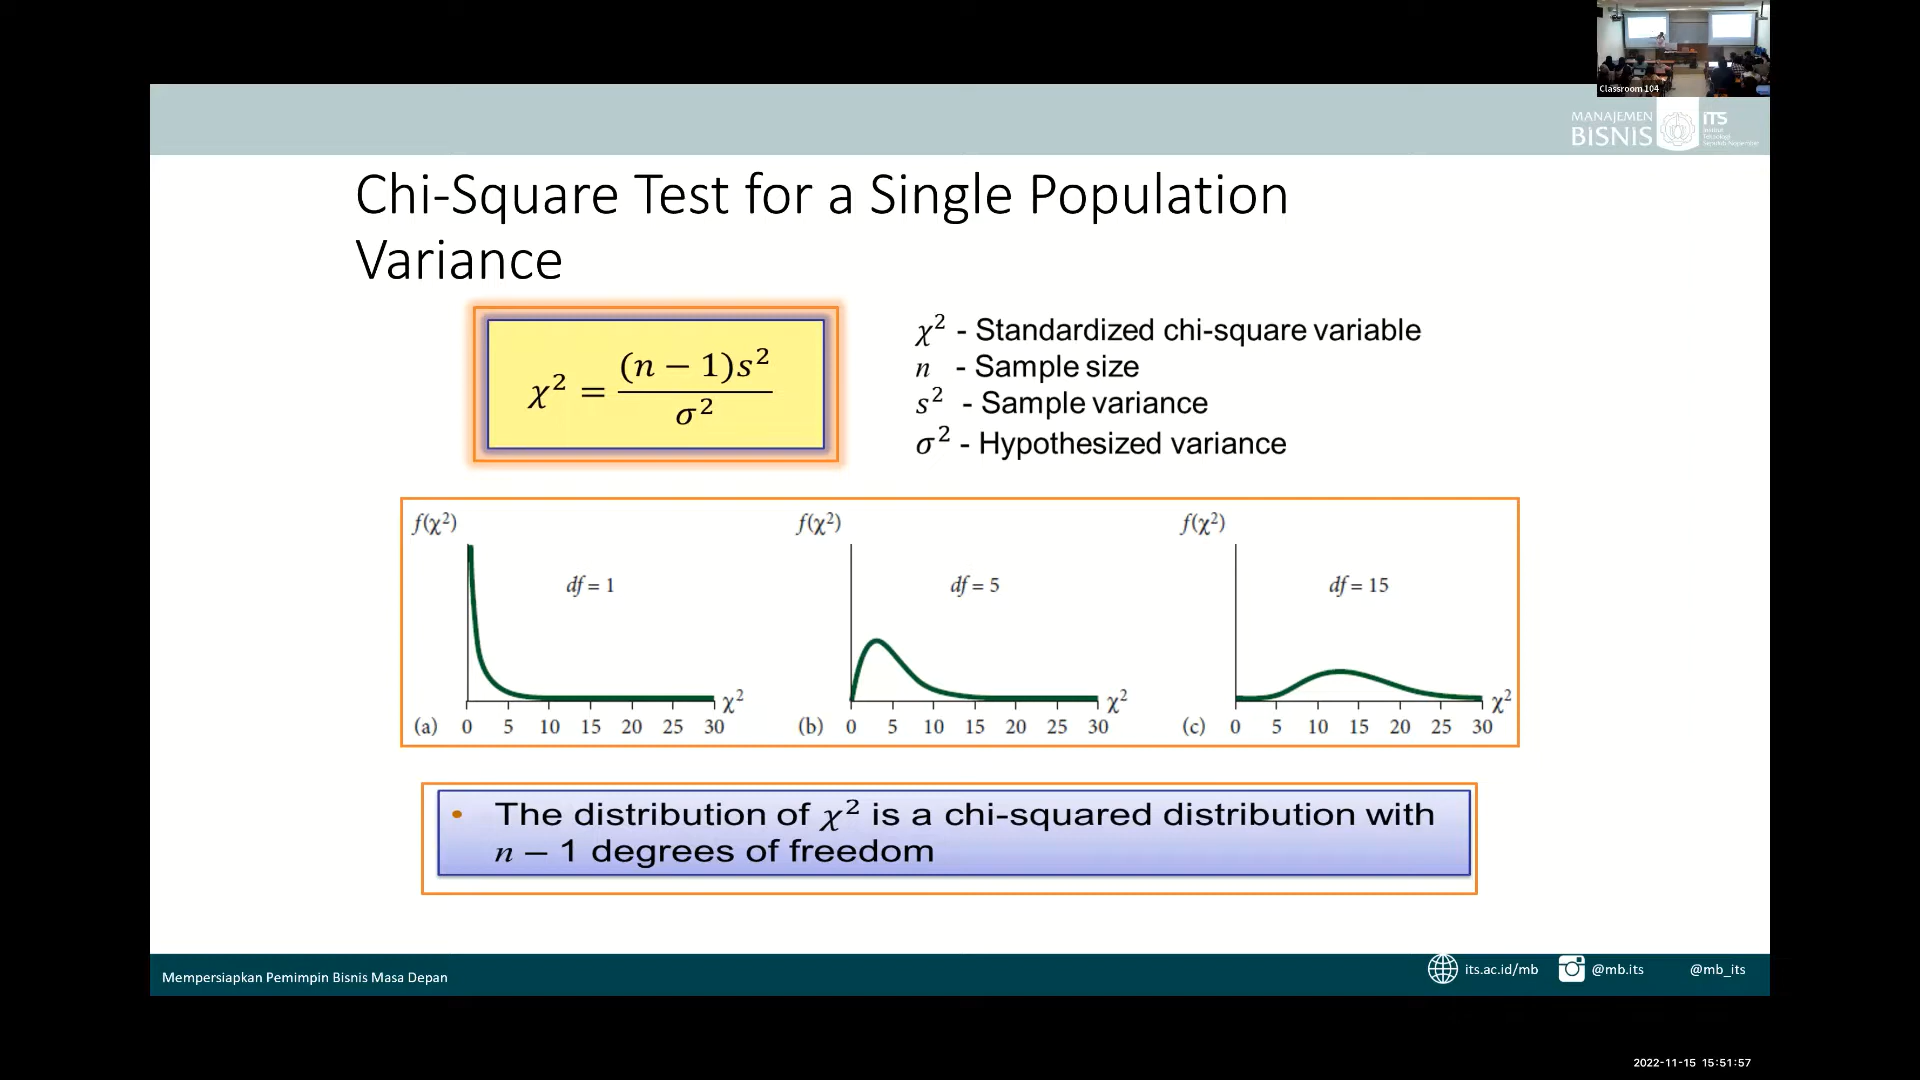 Classroom 104
MANAJEMEN
BISNIS
iTS
Institut
Teknologi
Sepuluh Nopember
Chi-Square Test for a Single Population
Variance
χ² = (n − 1)s² / σ²
χ² - Standardized chi-square variable
n - Sample size
s² - Sample variance
σ² - Hypothesized variance
f(χ²)
df = 1
χ²
(a) 0 5 10 15 20 25 30
f(χ²)
df = 5
χ²
(b) 0 5 10 15 20 25 30
f(χ²)
df = 15
χ²
(c) 0 5 10 15 20 25 30
• The distribution of χ² is a chi-squared distribution with
n − 1 degrees of freedom
Mempersiapkan Pemimpin Bisnis Masa Depan
its.ac.id/mb
@mb.its
@mb_its
2022-11-15 15:51:57